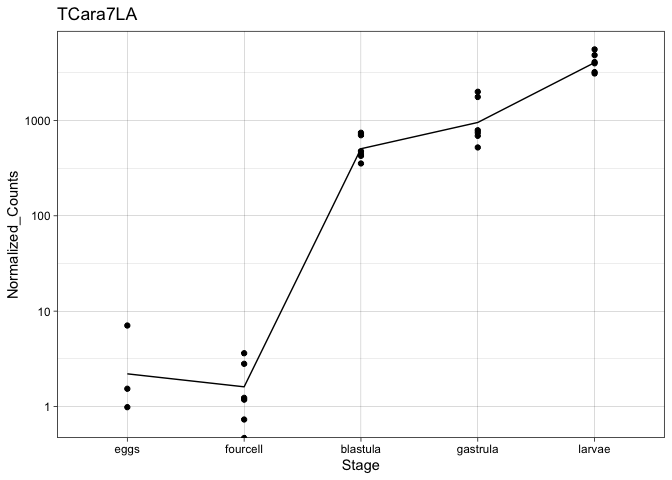 TCara7LA
Normalized_Counts
1000
100
10
1
eggs
fourcell
blastula
gastrula
larvae
Stage